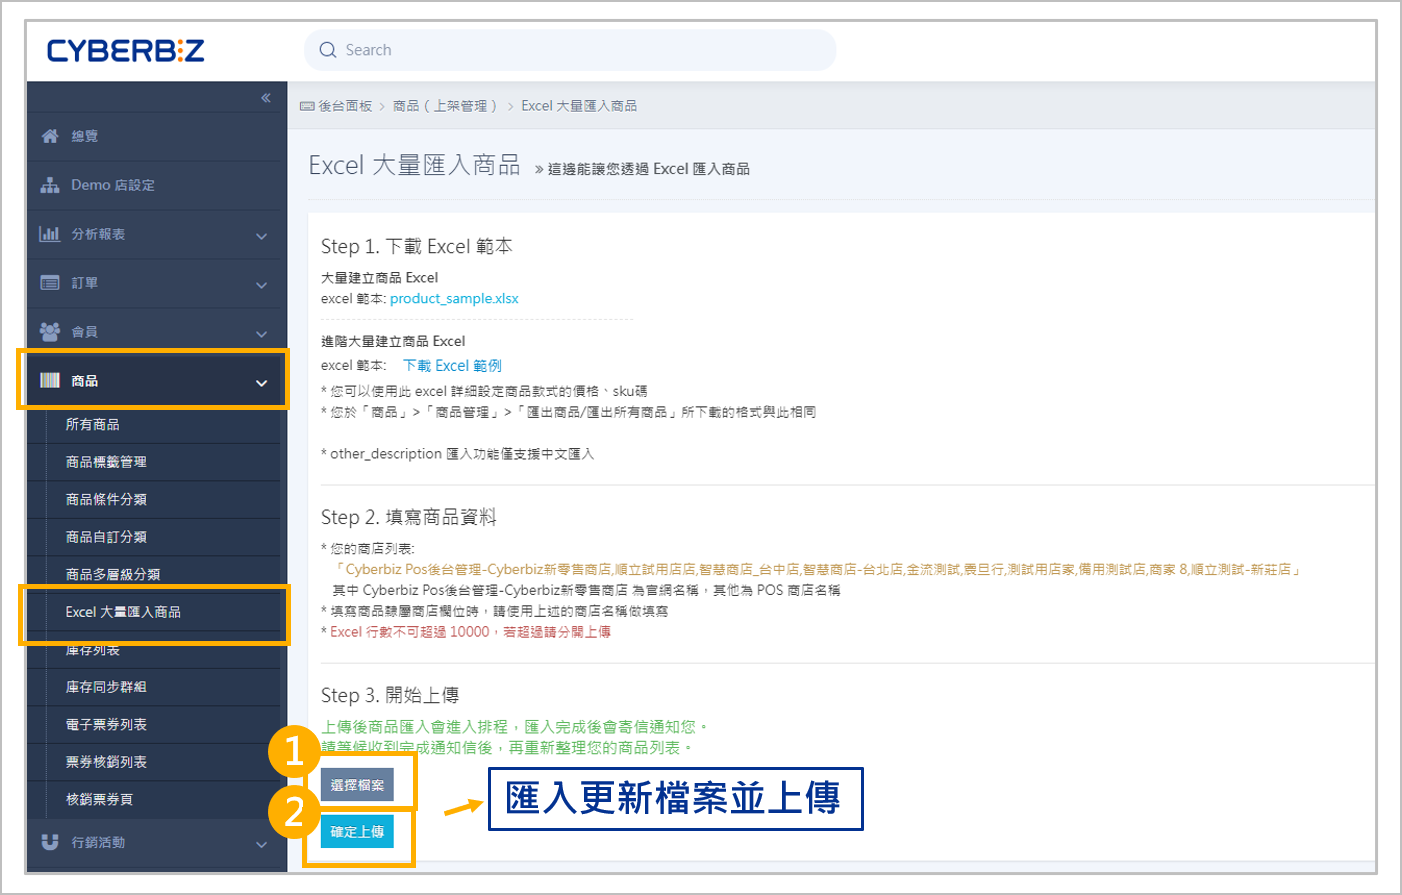 CYBERBIZ
Search
後台面板 > 商品（上架管理） > Excel 大量匯入商品
總覽
Demo 店設定
分析報表
訂單
會員
商品
所有商品
商品標籤管理
商品條件分類
商品自訂分類
商品多層級分類
Excel 大量匯入商品
庫存列表
庫存同步群組
電子票券列表
票券核銷列表
核銷票券頁
行銷活動
Excel 大量匯入商品 » 這邊能讓您透過 Excel 匯入商品
Step 1. 下載 Excel 範本
大量建立商品 Excel
excel 範本: product_sample.xlsx
進階大量建立商品 Excel
excel 範本: 下載 Excel 範例
* 您可以使用此 excel 詳細設定商品款式的價格、sku碼
* 您於「商品」>「商品管理」>「匯出商品/匯出所有商品」所下載的格式與此相同
* other_description 匯入功能僅支援中文匯入
Step 2. 填寫商品資料
* 您的商店列表:
「Cyberbiz Pos後台管理-Cyberbiz新零售商店,順立試用店店,智慧商店_台中店,智慧商店-台北店,金流測試,裊旦行,測試用店家,備用測試店,商家 8,順立測試-新莊店」
其中 Cyberbiz Pos後台管理-Cyberbiz新零售商店 為官網名稱，其他為 POS 商店名稱
* 填寫商品隸屬商店欄位時，請使用上述的商店名稱做填寫
* Excel 行數不可超過 10000，若超過請分開上傳
Step 3. 開始上傳
上傳後商品匯入會進入排程，匯入完成後會寄信通知您。
請等候收到完成通知信後，再重新整理您的商品列表。
1
選擇檔案
2
確定上傳
匯入更新檔案並上傳